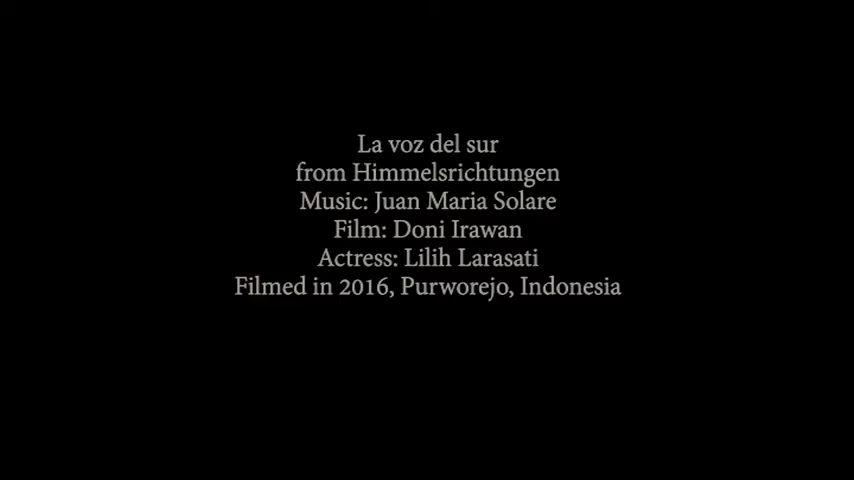 La voz del sur
from Himmelsrichtungen
Music: Juan Maria Solare
Film: Doni Irawan
Actress: Lilih Larasati
Filmed in 2016, Purworejo, Indonesia